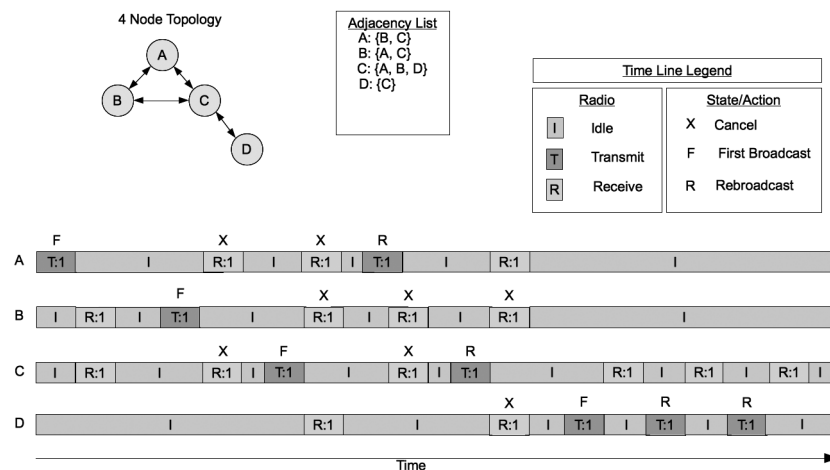 4 Node Topology
A
B
C
D
Adjacency List
A: {B, C}
B: {A, C}
C: {A, B, D}
D: {C}
Time Line Legend
Radio
I Idle
T Transmit
R Receive
State/Action
X Cancel
F First Broadcast
R Rebroadcast
F X X R
A T:1 I R:1 I R:1 I T:1 I R:1 I
F X X X
B I R:1 I T:1 I R:1 I R:1 I R:1 I
X F X R
C I R:1 I R:1 I T:1 I R:1 I T:1 I R:1 I R:1 I R:1 I
X F R R
D I R:1 I R:1 I T:1 I T:1 I T:1 I
Time